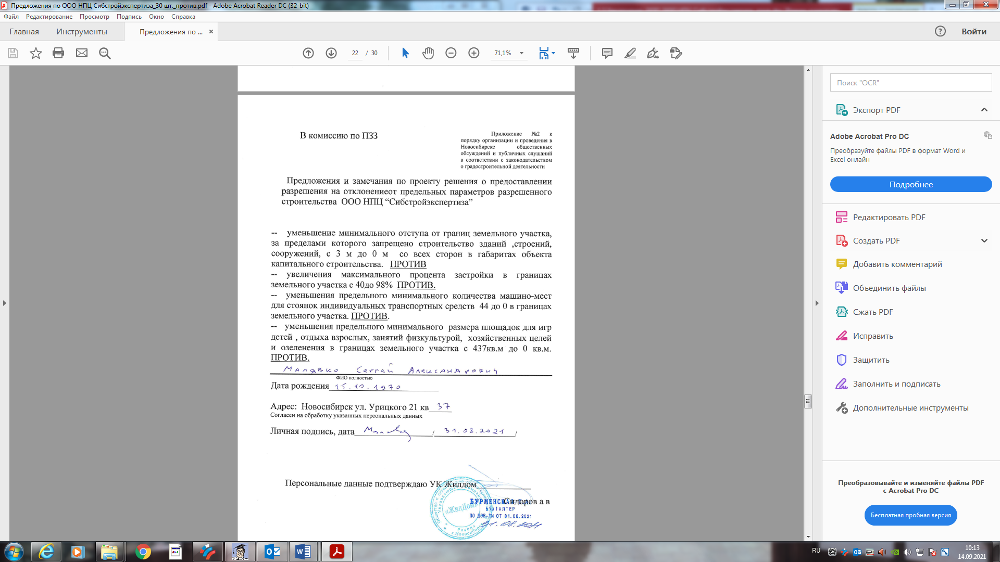 Предложения по ООО НПЦ Сибстройэкспертиза_30 шт._против.pdf - Adobe Acrobat Reader DC (32-bit)
Файл Редактирование Просмотр Подпись Окно Справка
Главная Инструменты Предложения по ... × Войти
22 / 30 71,1%
В комиссию по ПЗЗ
Приложение №2 к
порядку организации и проведения в
Новосибирске общественных
обсуждений и публичных слушаний
в соответствии с законодательством
о градостроительной деятельности
Предложения и замечания по проекту решения о предоставлении
разрешения на отклонениеот предельных параметров разрешенного
строительства ООО НПЦ “Сибстройэкспертиза”
-- уменьшение минимального отступа от границ земельного участка,
за пределами которого запрещено строительство зданий ,строений,
сооружений, с 3 м до 0 м со всех сторон в габаритах объекта
капитального строительства. ПРОТИВ
-- увеличения максимального процента застройки в границах
земельного участка с 40до 98% ПРОТИВ.
-- уменьшения предельного минимального количества машино-мест
для стоянок индивидуальных транспортных средств 44 до 0 в границах
земельного участка. ПРОТИВ.
-- уменьшения предельного минимального размера площадок для игр
детей , отдыха взрослых, занятий физкультурой, хозяйственных целей
и озеленения в границах земельного участка с 437кв.м до 0 кв.м.
ПРОТИВ.
Малявко Сергей Александрович
ФИО полностью
Дата рождения 15.10.1970
Адрес: Новосибирск ул. Урицкого 21 кв 37
Согласен на обработку указанных персональных данных
Личная подпись, дата / 31.08.2021 /
Персональные данные подтверждаю УК Жилдом
Сидоров а в
«ЖилДом»
Россия
г.Новосибирск
БУХГАЛТЕР
ПО ДОВ-ТИ ОТ 01.06.2021
31.08.2021
Поиск "OCR"
Экспорт PDF
Adobe Acrobat Pro DC
Преобразуйте файлы PDF в формат Word и
Excel онлайн
Подробнее
Редактировать PDF
Создать PDF
Добавить комментарий
Объединить файлы
Сжать PDF
Исправить
Защитить
Заполнить и подписать
Дополнительные инструменты
Преобразовывайте и изменяйте файлы PDF
с Acrobat Pro DC
Бесплатная пробная версия
RU
10:13
14.09.2021